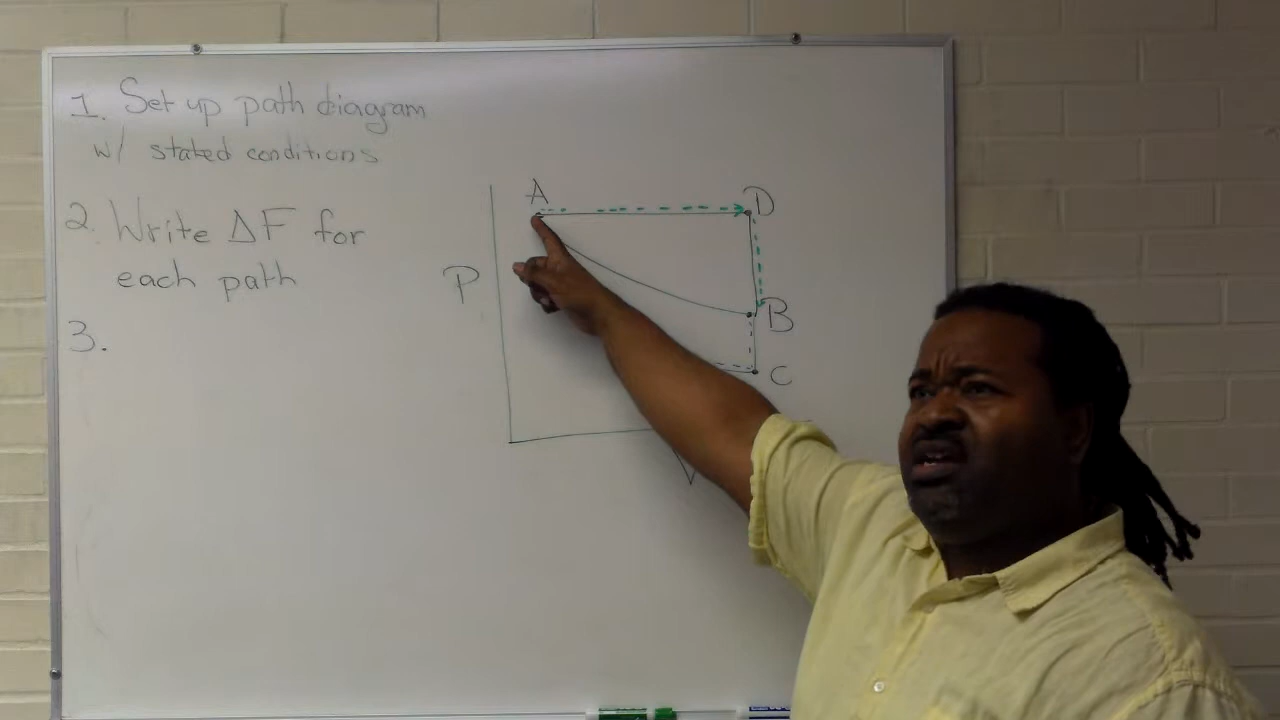 1. Set up path diagram
w/ stated conditions
2. Write ΔF for
each path
3.
A
D
P
B
C
V